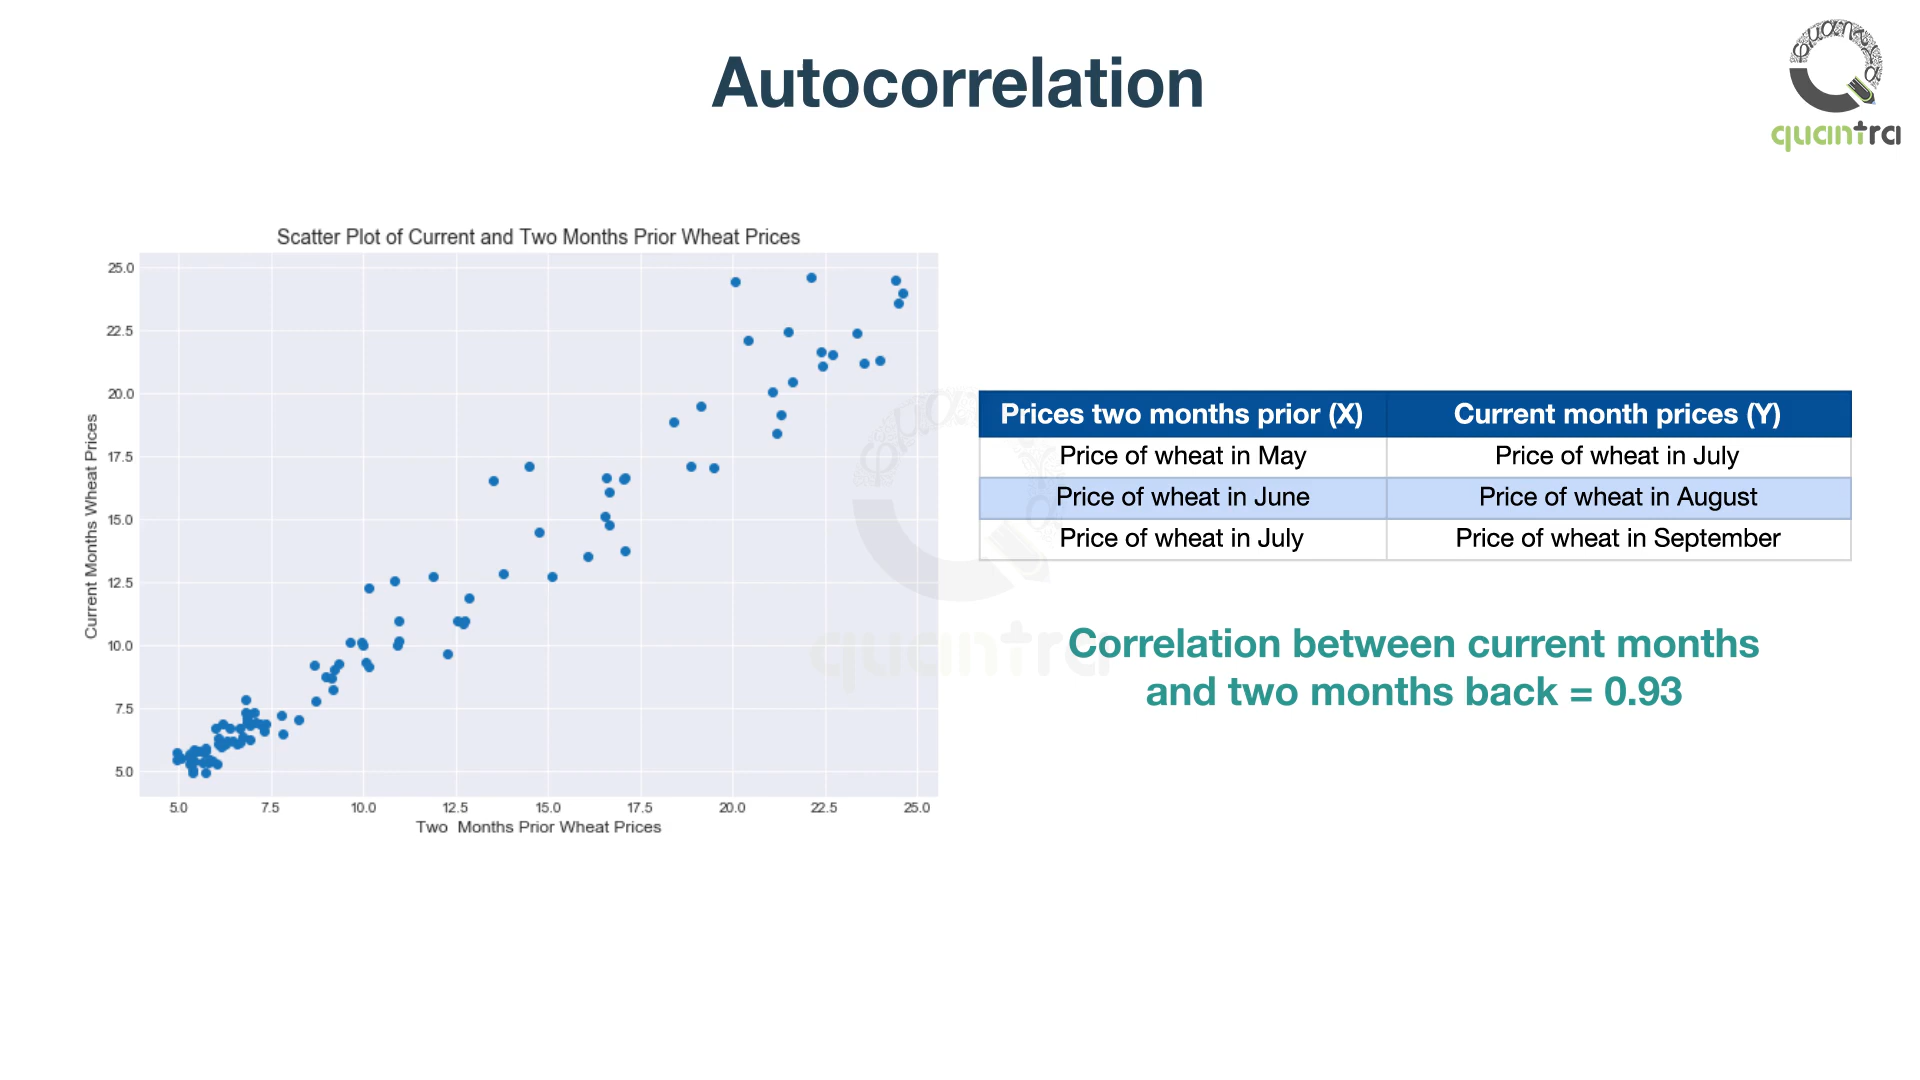 Autocorrelation
quantra
Scatter Plot of Current and Two Months Prior Wheat Prices
25.0
22.5
20.0
17.5
15.0
12.5
10.0
7.5
5.0
Current Months Wheat Prices
5.0 7.5 10.0 12.5 15.0 17.5 20.0 22.5 25.0
Two Months Prior Wheat Prices
Prices two months prior (X) Current month prices (Y)
Price of wheat in May Price of wheat in July
Price of wheat in June Price of wheat in August
Price of wheat in July Price of wheat in September
quantra
Correlation between current months
and two months back = 0.93